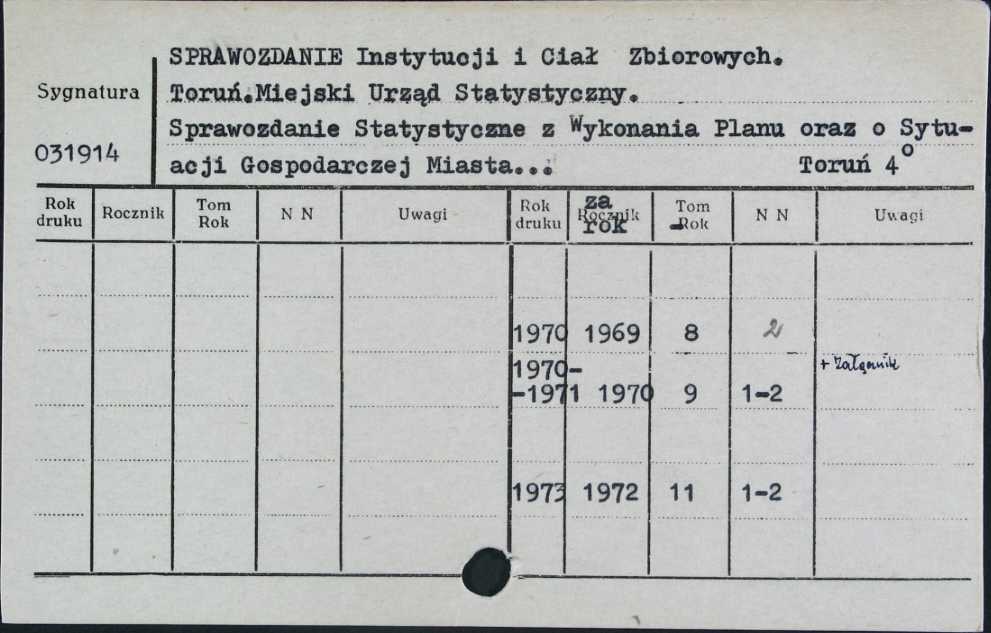 SPRAWOZDANIE Instytucji i Ciał Zbiorowych.
Sygnatura
Toruń.Miejski Urząd Statystyczny.
Sprawozdanie Statystyczne z Wykonania Planu oraz o Sytu-
031914
acji Gospodarczej Miasta... Toruń 4°
Rok druku Rocznik Tom Rok N N Uwagi Rok druku Rocznik za rok Tom -Rok N N Uwagi
1970 1969 8 2
1970-
+ załącznik
-1971 1970 9 1-2
1973 1972 11 1-2